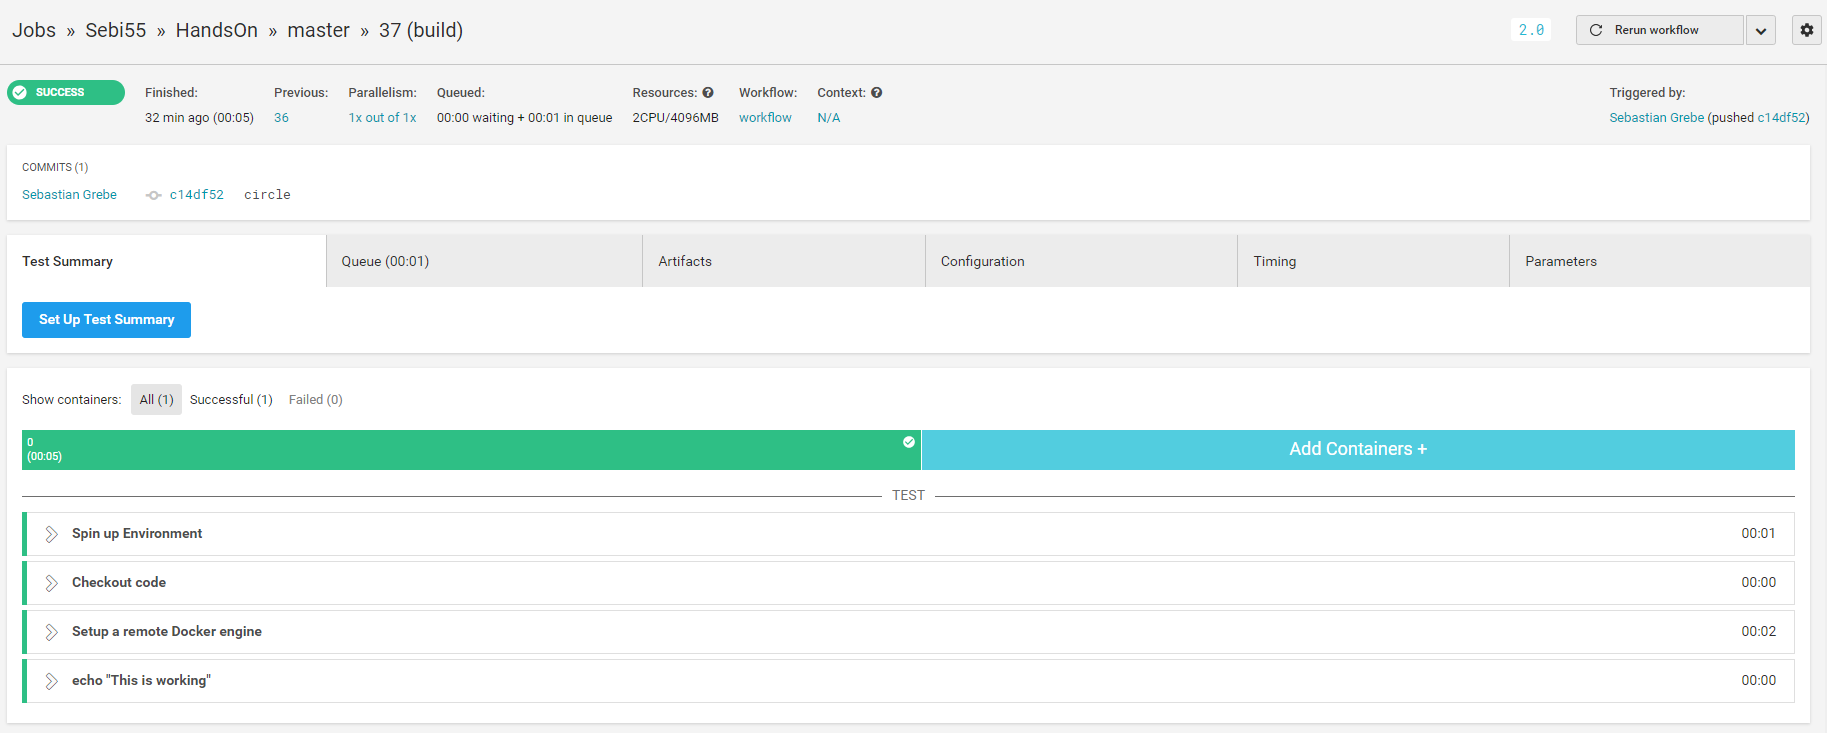 Jobs » Sebi55 » HandsOn » master » 37 (build)
2.0
Rerun workflow
SUCCESS
Finished:
32 min ago (00:05)
Previous:
36
Parallelism:
1x out of 1x
Queued:
00:00 waiting + 00:01 in queue
Resources:
2CPU/4096MB
Workflow:
workflow
Context:
N/A
Triggered by:
Sebastian Grebe (pushed c14df52)
COMMITS (1)
Sebastian Grebe c14df52 circle
Test Summary
Queue (00:01)
Artifacts
Configuration
Timing
Parameters
Set Up Test Summary
Show containers: All (1) Successful (1) Failed (0)
0
(00:05)
Add Containers +
TEST
Spin up Environment 00:01
Checkout code 00:00
Setup a remote Docker engine 00:02
echo "This is working" 00:00